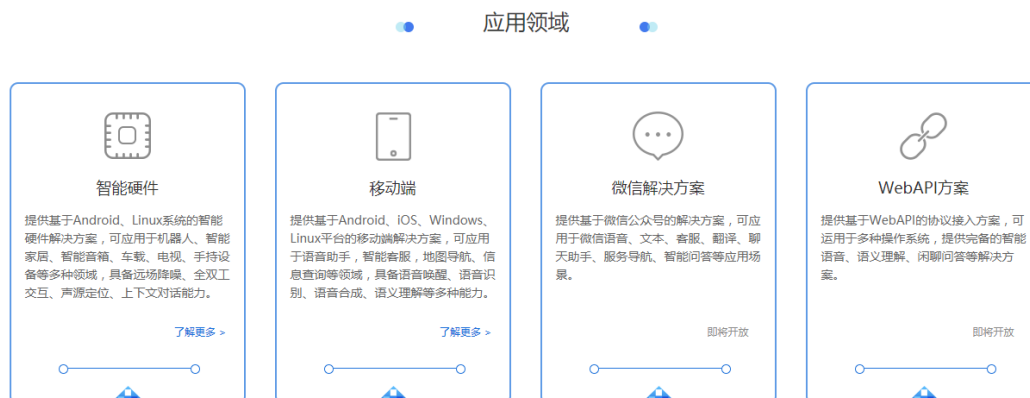 应用领域
智能硬件
提供基于Android、Linux系统的智能
硬件解决方案，可应用于机器人、智能
家居、智能音箱、车载、电视、手持设
备等多种领域，具备远场降噪、全双工
交互、声源定位、上下文对话能力。
了解更多 >
移动端
提供基于Android、iOS、Windows、
Linux平台的移动端解决方案，可应用
于语音助手，智能客服，地图导航、信
息查询等领域，具备语音唤醒、语音识
别、语音合成、语义理解等多种能力。
了解更多 >
微信解决方案
提供基于微信公众号的解决方案，可应
用于微信语音、文本、客服、翻译、聊
天助手、服务导航、智能问答等应用场
景。
即将开放
WebAPI方案
提供基于WebAPI的协议接入方案，可
运用于多种操作系统，提供完备的智能
语音、语义理解、闲聊问答等解决方
案。
即将开放